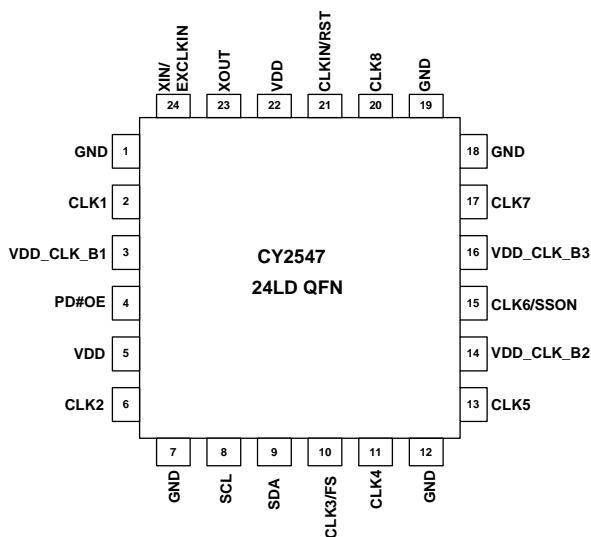 XIN/
EXCLKIN
XOUT
VDD
CLKIN/RST
CLK8
GND
24
23
22
21
20
19
GND 1
CLK1 2
VDD_CLK_B1 3
PD#OE 4
VDD 5
CLK2 6
CY2547
24LD QFN
18 GND
17 CLK7
16 VDD_CLK_B3
15 CLK6/SSON
14 VDD_CLK_B2
13 CLK5
7
8
9
10
11
12
GND
SCL
SDA
CLK3/FS
CLK4
GND